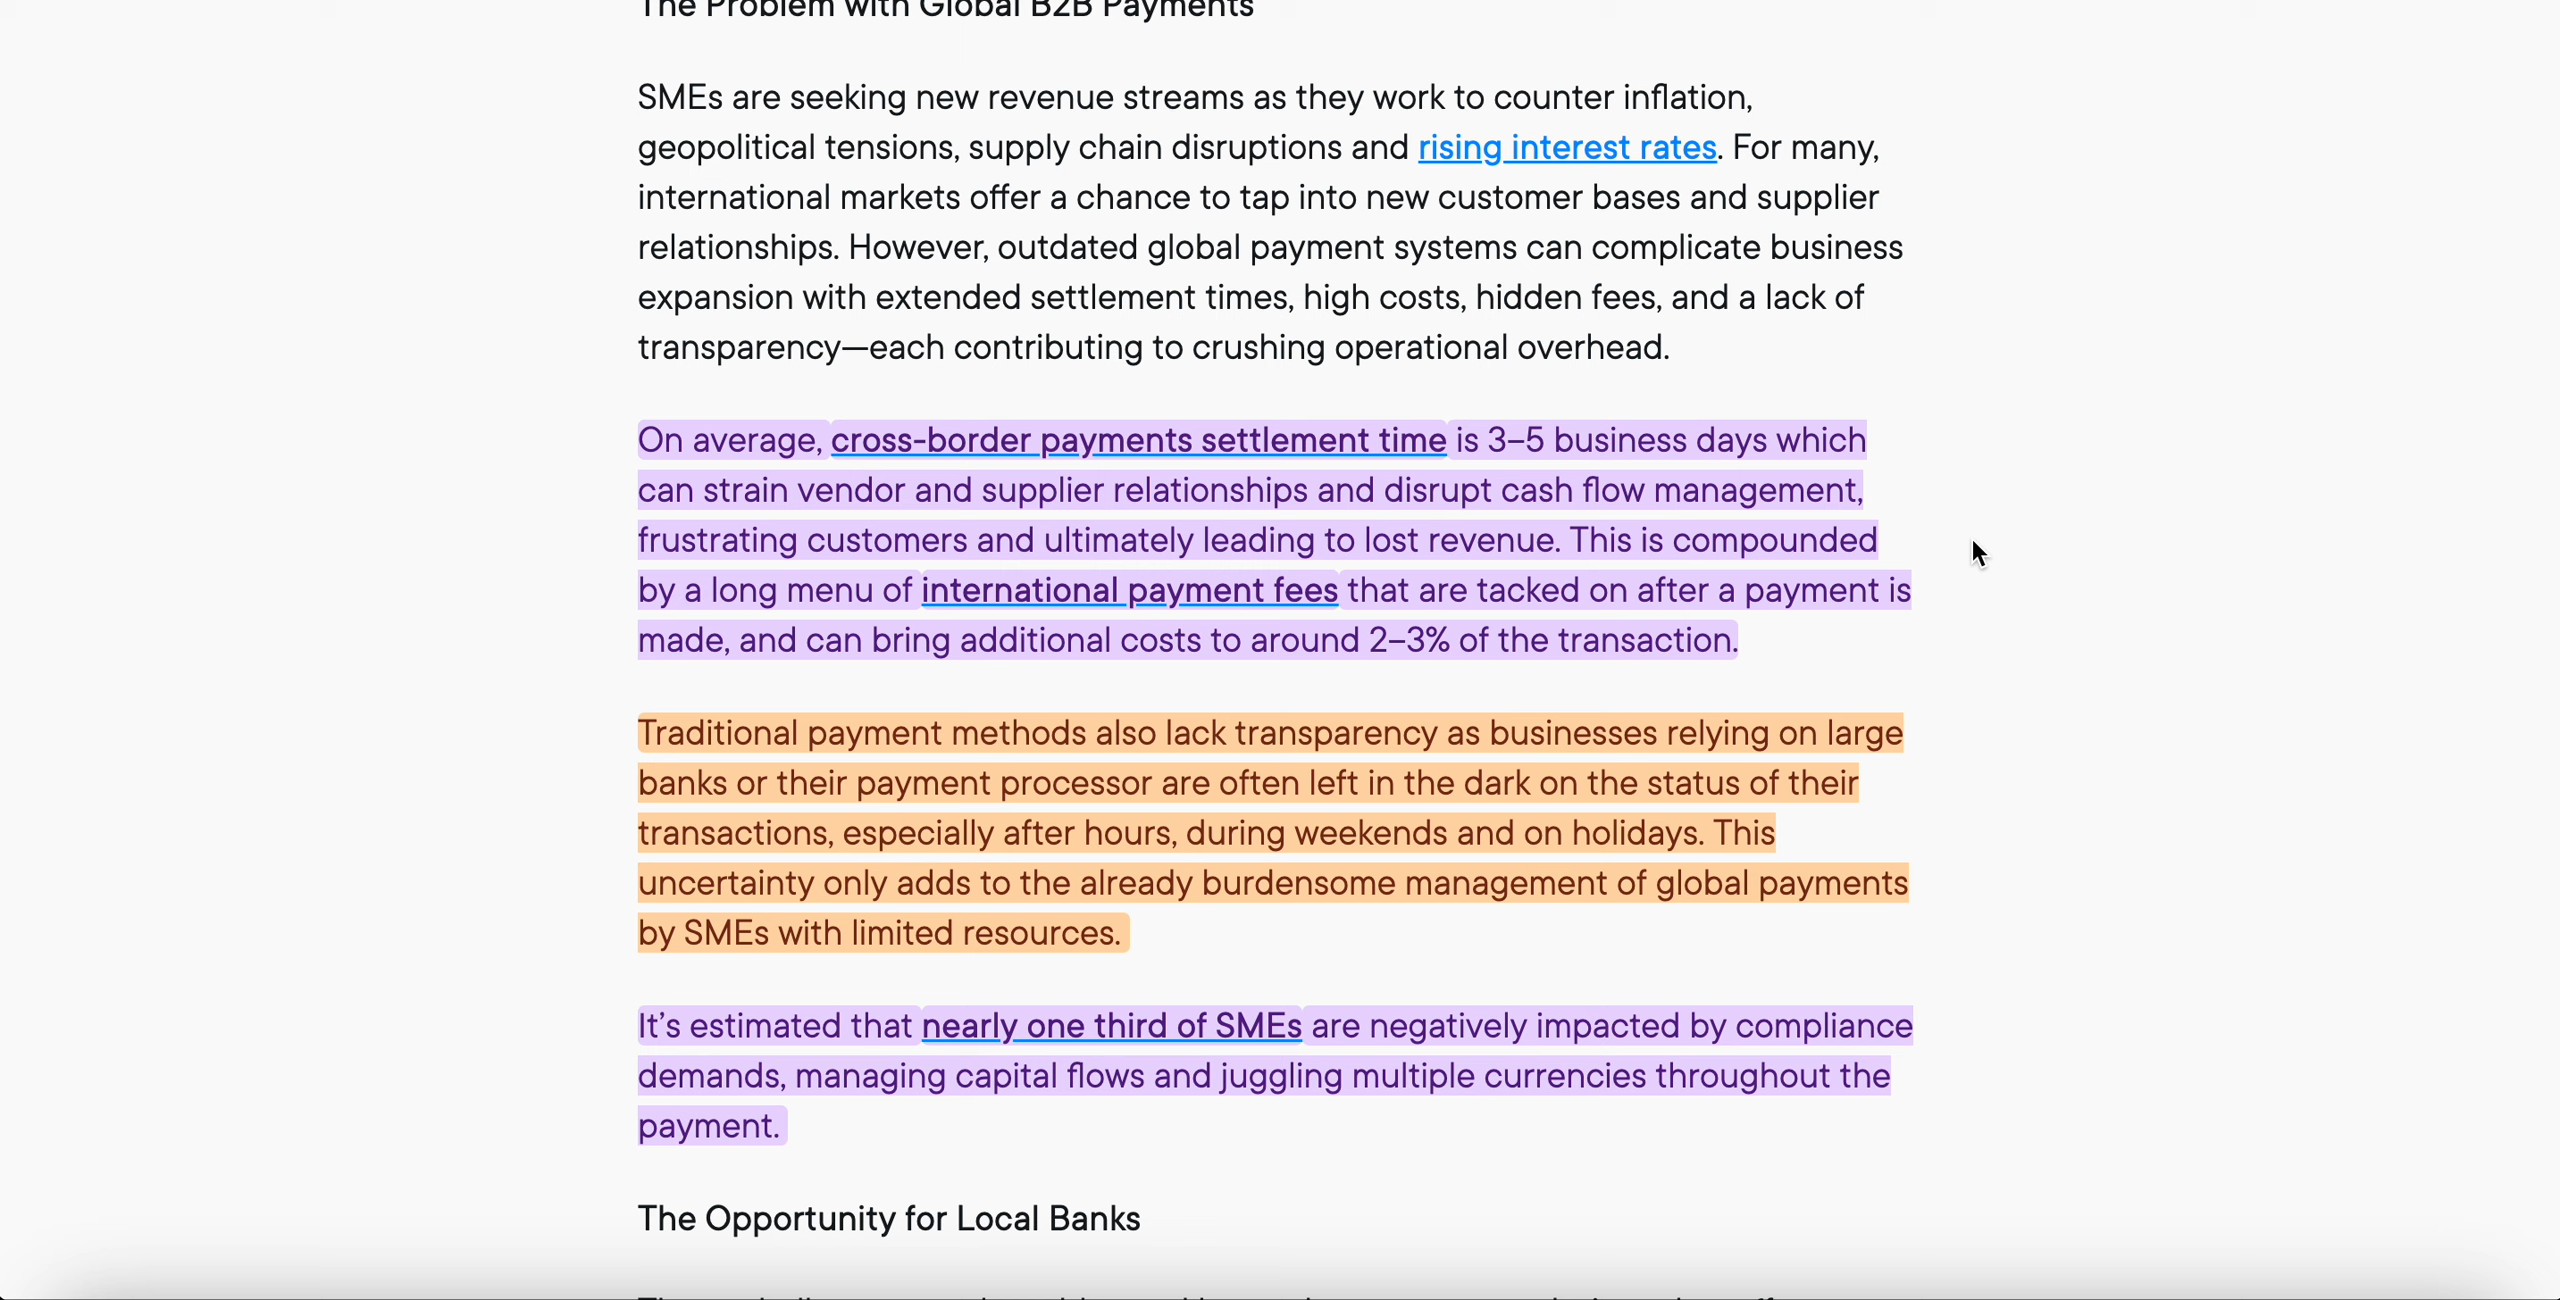 The Problem with Global B2B Payments
SMEs are seeking new revenue streams as they work to counter inflation,
geopolitical tensions, supply chain disruptions and rising interest rates. For many,
international markets offer a chance to tap into new customer bases and supplier
relationships. However, outdated global payment systems can complicate business
expansion with extended settlement times, high costs, hidden fees, and a lack of
transparency—each contributing to crushing operational overhead.
On average, cross-border payments settlement time is 3–5 business days which
can strain vendor and supplier relationships and disrupt cash flow management,
frustrating customers and ultimately leading to lost revenue. This is compounded
by a long menu of international payment fees that are tacked on after a payment is
made, and can bring additional costs to around 2–3% of the transaction.
Traditional payment methods also lack transparency as businesses relying on large
banks or their payment processor are often left in the dark on the status of their
transactions, especially after hours, during weekends and on holidays. This
uncertainty only adds to the already burdensome management of global payments
by SMEs with limited resources.
It’s estimated that nearly one third of SMEs are negatively impacted by compliance
demands, managing capital flows and juggling multiple currencies throughout the
payment.
The Opportunity for Local Banks